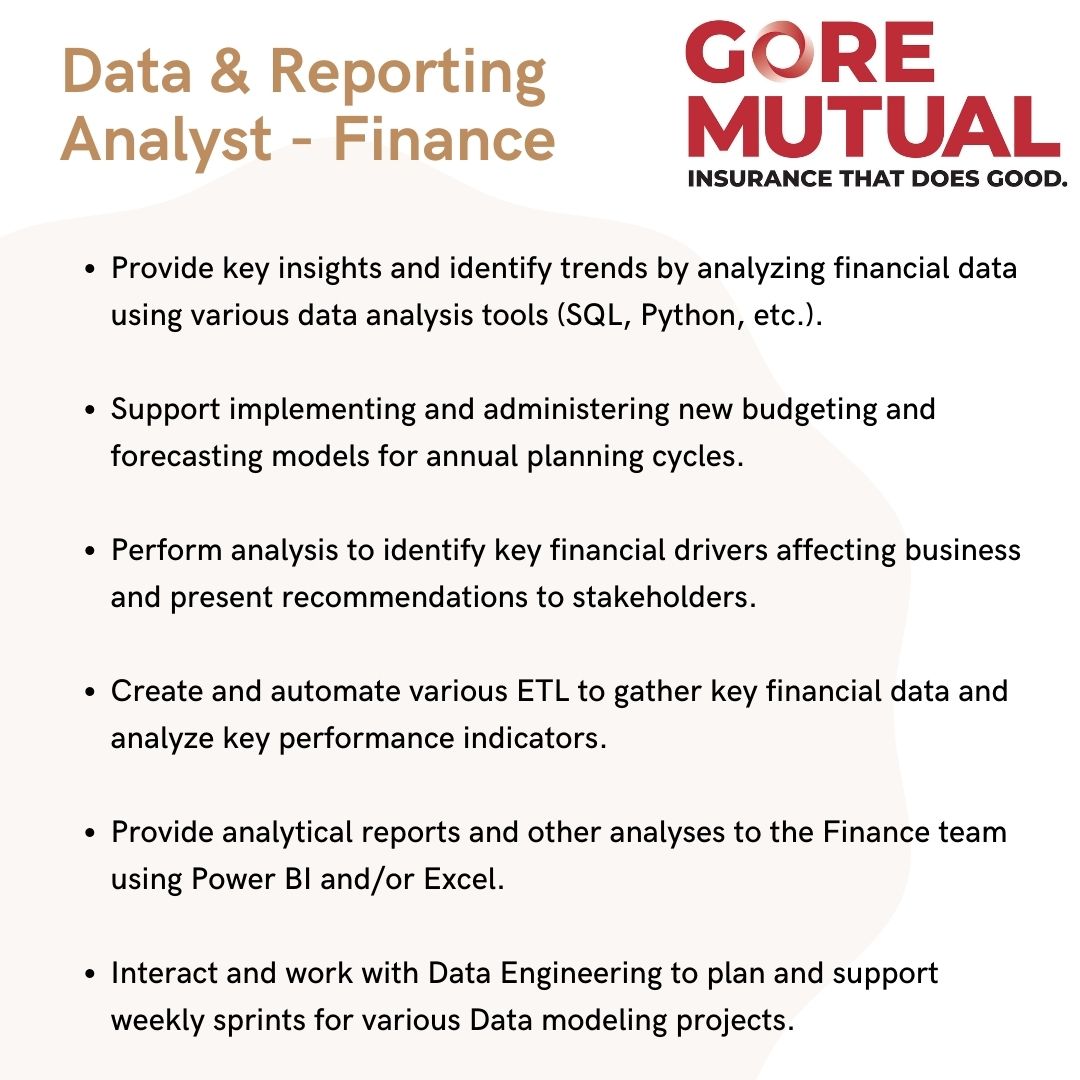 Data & Reporting
Analyst - Finance
GORE
MUTUAL
INSURANCE THAT DOES GOOD.
• Provide key insights and identify trends by analyzing financial data
using various data analysis tools (SQL, Python, etc.).
• Support implementing and administering new budgeting and
forecasting models for annual planning cycles.
• Perform analysis to identify key financial drivers affecting business
and present recommendations to stakeholders.
• Create and automate various ETL to gather key financial data and
analyze key performance indicators.
• Provide analytical reports and other analyses to the Finance team
using Power BI and/or Excel.
• Interact and work with Data Engineering to plan and support
weekly sprints for various Data modeling projects.